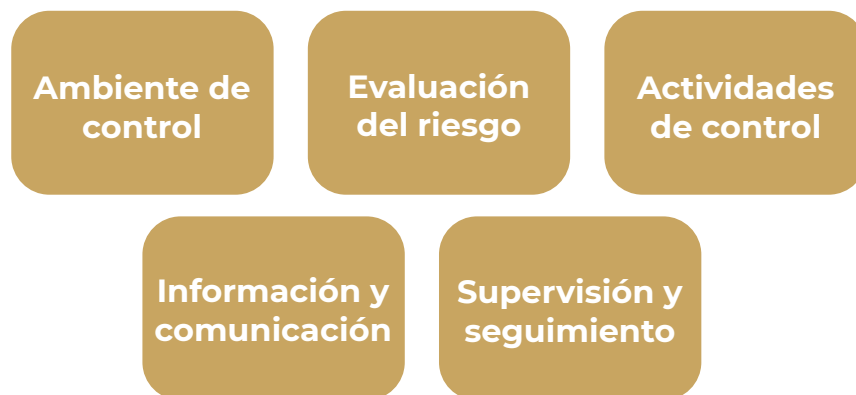 Ambiente de
control
Evaluación
del riesgo
Actividades
de control
Información y
comunicación
Supervisión y
seguimiento